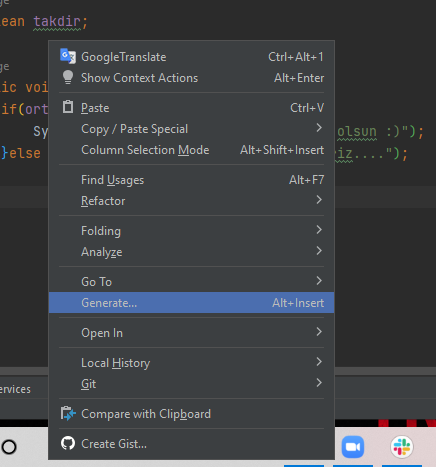 ge
lean takdir;
GoogleTranslate Ctrl+Alt+1
Show Context Actions Alt+Enter
ge
Paste Ctrl+V
tic voi
Copy / Paste Special
if(ort
Column Selection Mode Alt+Shift+Insert
Sy olsun :)");
}else iz....");
Find Usages Alt+F7
Refactor
Folding
Analyze
Go To
Generate... Alt+Insert
Open In
Local History
Git
ervices
Compare with Clipboard
Create Gist...